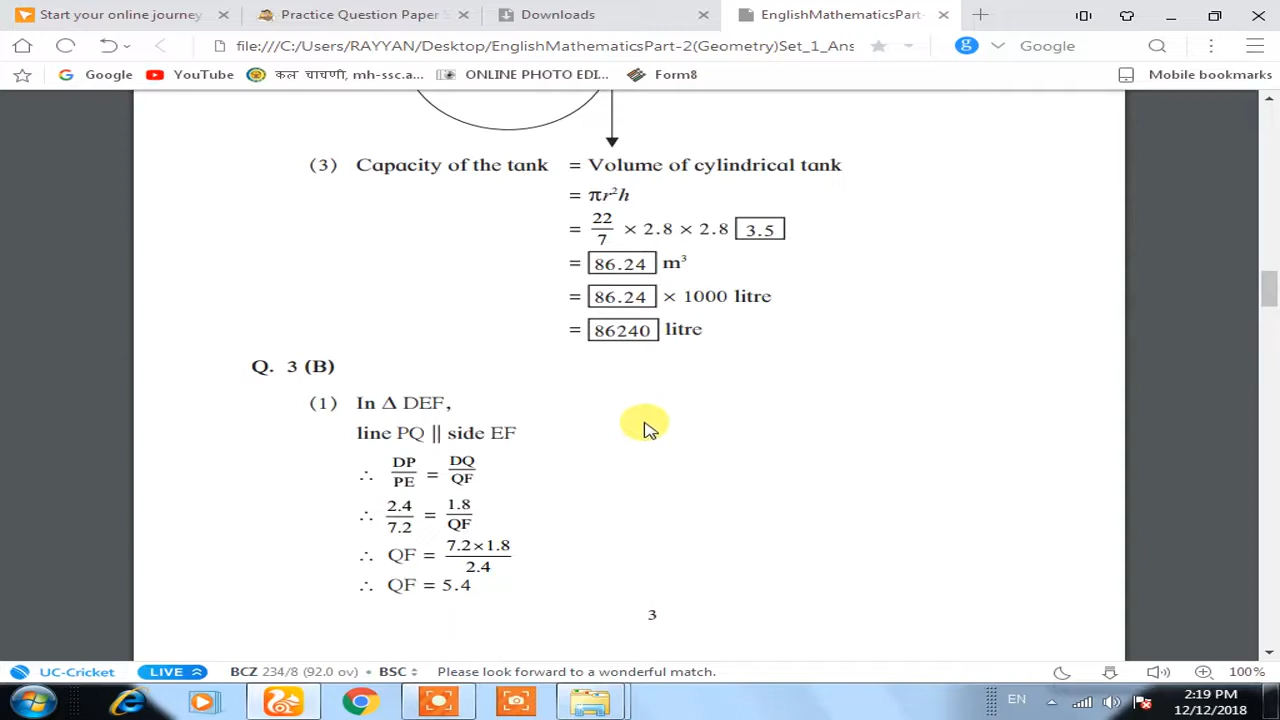 Start your online journey
Practice Question Paper S
Downloads
EnglishMathematicsPart-
file:///C:/Users/RAYYAN/Desktop/EnglishMathematicsPart-2(Geometry)Set_1_Ans
g
Google
Google
YouTube
कल चाचणी, mh-ssc.a...
ONLINE PHOTO EDI...
Form8
Mobile bookmarks
(3) Capacity of the tank = Volume of cylindrical tank
= πr²h
= 22/7 × 2.8 × 2.8 3.5
= 86.24 m³
= 86.24 × 1000 litre
= 86240 litre
Q. 3 (B)
(1) In Δ DEF,
line PQ || side EF
∴ DP/PE = DQ/QF
∴ 2.4/7.2 = 1.8/QF
∴ QF = 7.2×1.8/2.4
∴ QF = 5.4
3
UC-Cricket LIVE BCZ 234/8 (92.0 ov) • BSC Please look forward to a wonderful match. 100%
EN 2:19 PM
12/12/2018